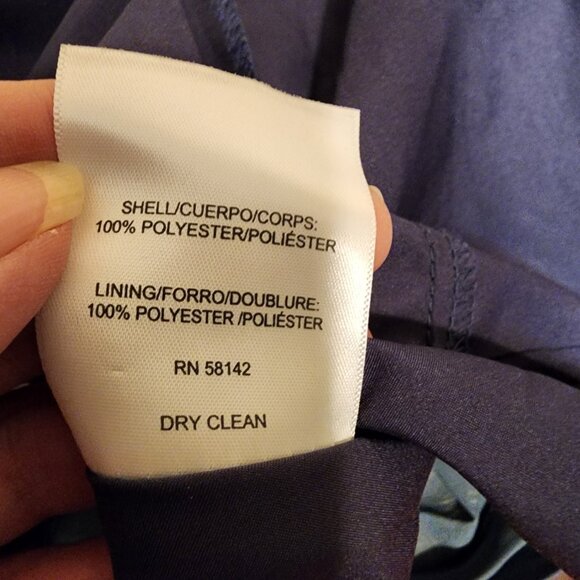 SHELL/CUERPO/CORPS:
100% POLYESTER/POLIÉSTER
LINING/FORRO/DOUBLURE:
100% POLYESTER /POLIÉSTER
RN 58142
DRY CLEAN